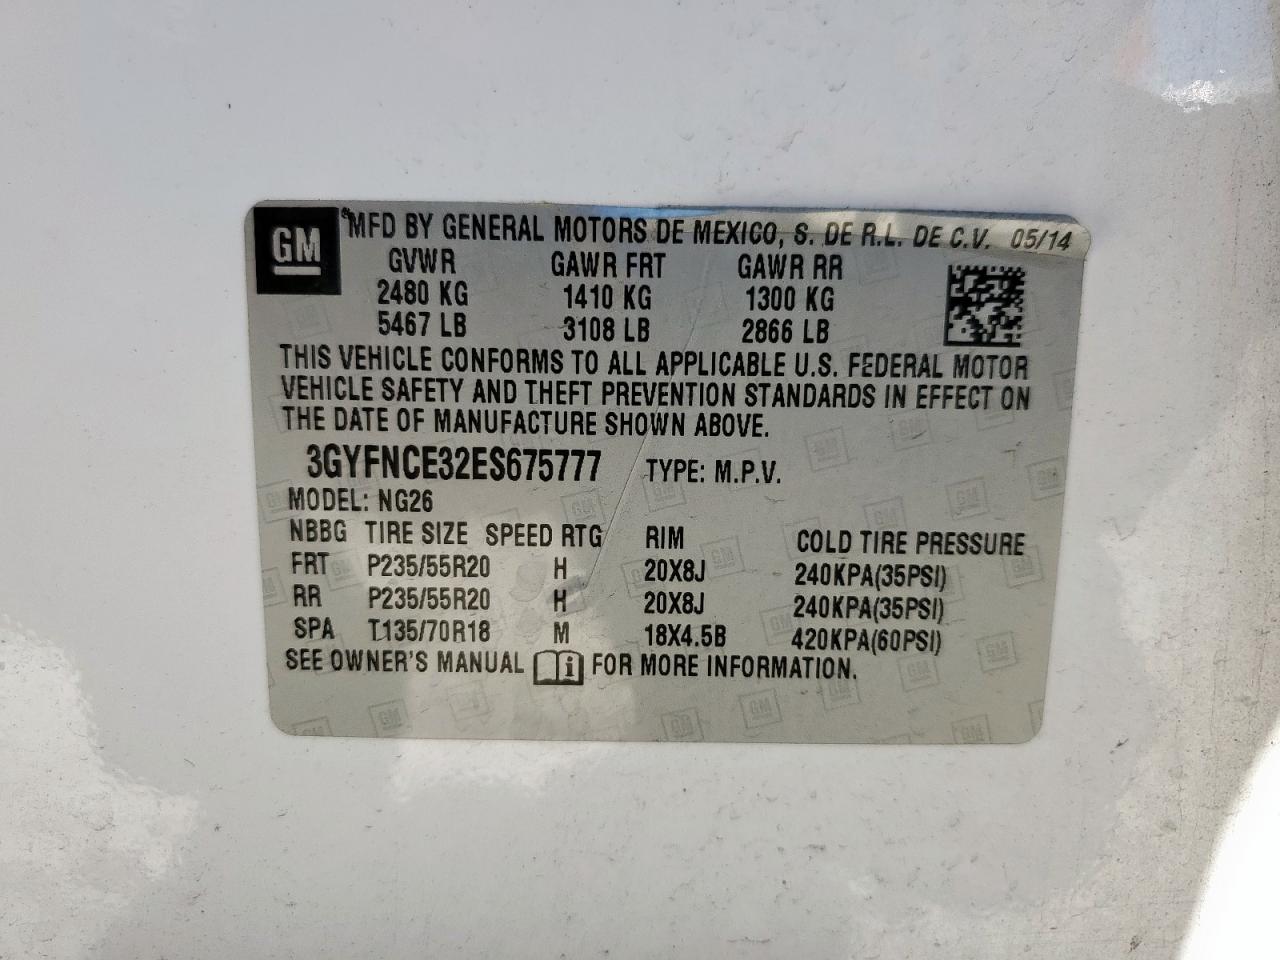 GM
MFD BY GENERAL MOTORS DE MEXICO, S. DE R.L. DE C.V. 05/14
GVWR GAWR FRT GAWR RR
2480 KG 1410 KG 1300 KG
5467 LB 3108 LB 2866 LB
THIS VEHICLE CONFORMS TO ALL APPLICABLE U.S. FEDERAL MOTOR
VEHICLE SAFETY AND THEFT PREVENTION STANDARDS IN EFFECT ON
THE DATE OF MANUFACTURE SHOWN ABOVE.
3GYFNCE32ES675777 TYPE: M.P.V.
MODEL: NG26
NBBG TIRE SIZE SPEED RTG RIM COLD TIRE PRESSURE
FRT P235/55R20 H 20X8J 240KPA(35PSI)
RR P235/55R20 H 20X8J 240KPA(35PSI)
SPA T135/70R18 M 18X4.5B 420KPA(60PSI)
SEE OWNER'S MANUAL i FOR MORE INFORMATION.